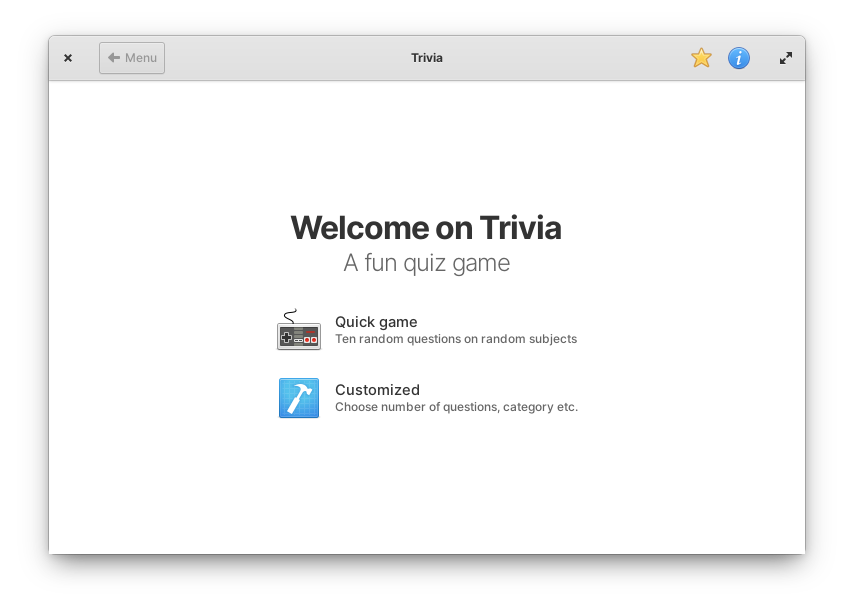 Menu
Trivia
Welcome on Trivia
A fun quiz game
Quick game
Ten random questions on random subjects
Customized
Choose number of questions, category etc.